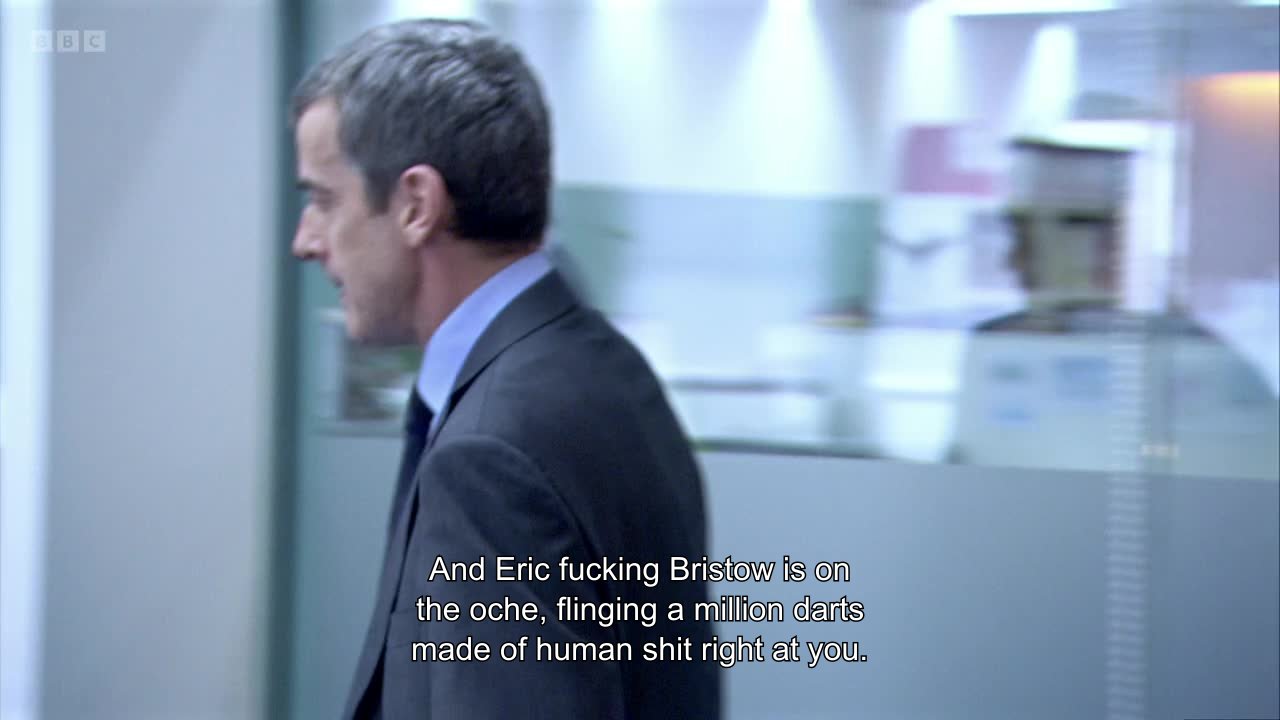 BBC
And Eric fucking Bristow is on
the oche, flinging a million darts
made of human shit right at you.